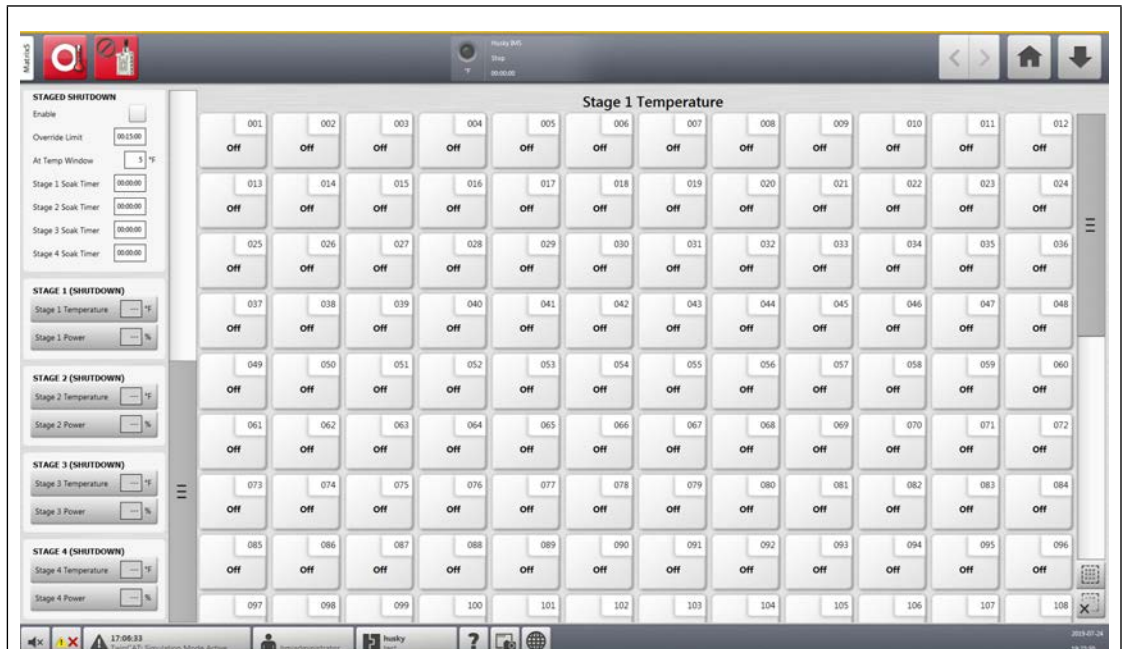 Matrix5
Husky IMS
Stop
°F
00:00:00
STAGED SHUTDOWN
Enable
Override Limit 00:15:00
At Temp Window 5 °F
Stage 1 Soak Timer 00:00:00
Stage 2 Soak Timer 00:00:00
Stage 3 Soak Timer 00:00:00
Stage 4 Soak Timer 00:00:00
STAGE 1 (SHUTDOWN)
Stage 1 Temperature --- °F
Stage 1 Power --- %
STAGE 2 (SHUTDOWN)
Stage 2 Temperature --- °F
Stage 2 Power --- %
STAGE 3 (SHUTDOWN)
Stage 3 Temperature --- °F
Stage 3 Power --- %
STAGE 4 (SHUTDOWN)
Stage 4 Temperature --- °F
Stage 4 Power --- %
Stage 1 Temperature
001 002 003 004 005 006 007 008 009 010 011 012
Off Off Off Off Off Off Off Off Off Off Off Off
013 014 015 016 017 018 019 020 021 022 023 024
Off Off Off Off Off Off Off Off Off Off Off Off
025 026 027 028 029 030 031 032 033 034 035 036
Off Off Off Off Off Off Off Off Off Off Off Off
037 038 039 040 041 042 043 044 045 046 047 048
Off Off Off Off Off Off Off Off Off Off Off Off
049 050 051 052 053 054 055 056 057 058 059 060
Off Off Off Off Off Off Off Off Off Off Off Off
061 062 063 064 065 066 067 068 069 070 071 072
Off Off Off Off Off Off Off Off Off Off Off Off
073 074 075 076 077 078 079 080 081 082 083 084
Off Off Off Off Off Off Off Off Off Off Off Off
085 086 087 088 089 090 091 092 093 094 095 096
Off Off Off Off Off Off Off Off Off Off Off Off
097 098 099 100 101 102 103 104 105 106 107 108
17:06:33
TwinCAT: Simulation Mode Active
husky
?
2019-07-24